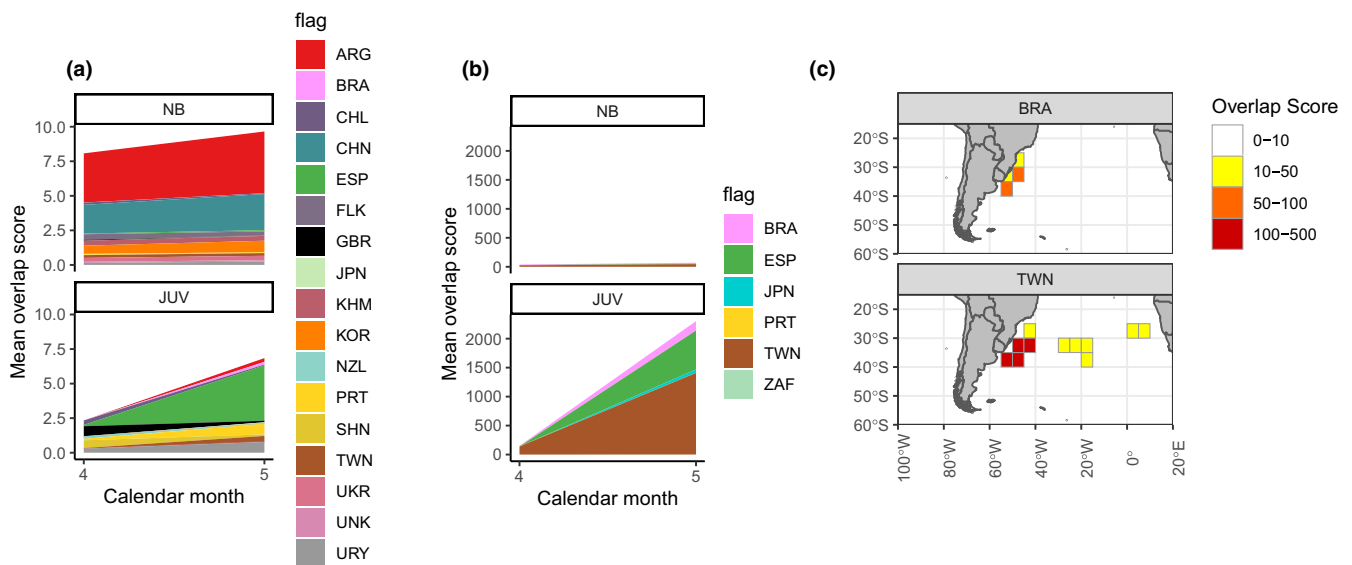 (a)
NB
10.0
7.5
5.0
2.5
0.0
JUV
10.0
7.5
5.0
2.5
0.0
4
5
Calendar month
Mean overlap score
flag
ARG
BRA
CHL
CHN
ESP
FLK
GBR
JPN
KHM
KOR
NZL
PRT
SHN
TWN
UKR
UNK
URY
(b)
NB
2000
1500
1000
500
0
JUV
2000
1500
1000
500
0
4
5
Calendar month
Mean overlap score
flag
BRA
ESP
JPN
PRT
TWN
ZAF
(c)
BRA
20°S
30°S
40°S
50°S
60°S
TWN
20°S
30°S
40°S
50°S
60°S
100°W
80°W
60°W
40°W
20°W
0°
20°E
Overlap Score
0−10
10−50
50−100
100−500